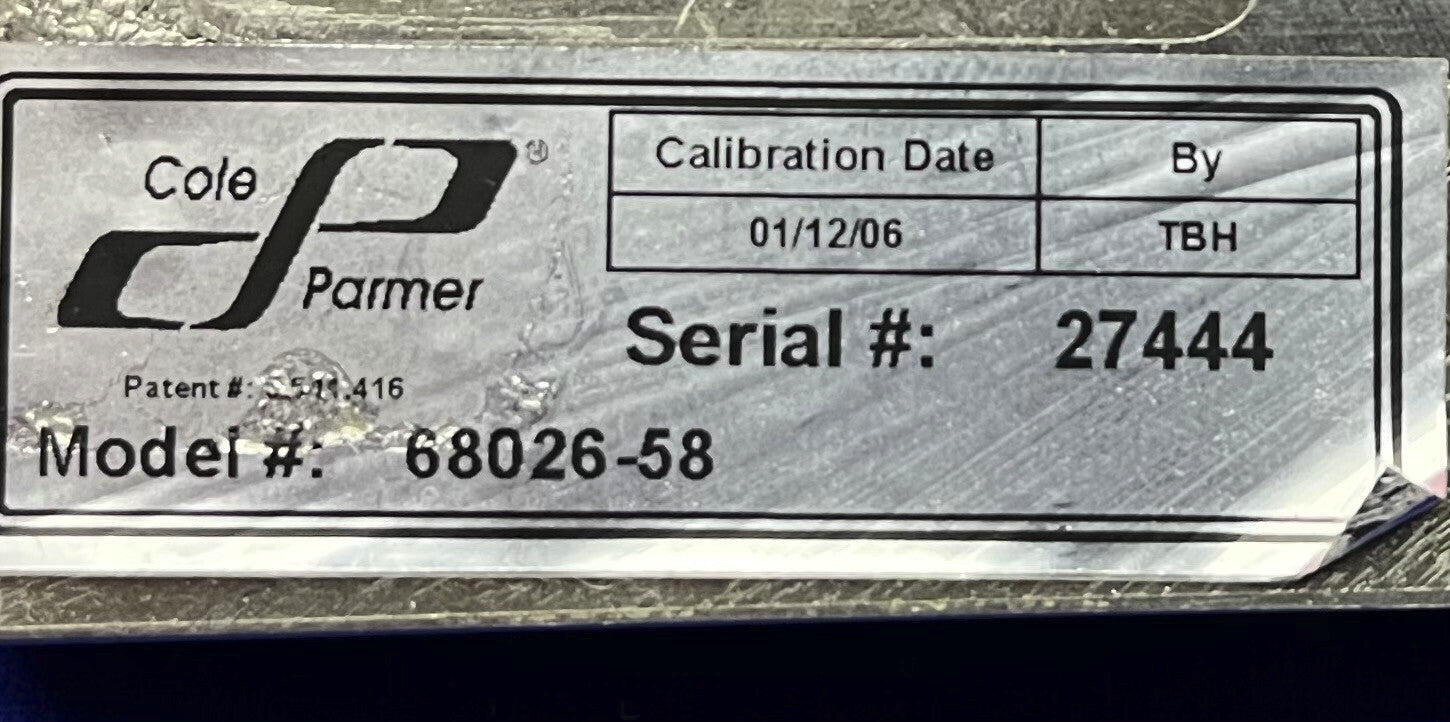 Cole
Parmer
®
Calibration Date
By
01/12/06
TBH
Serial #: 27444
Patent #:
Model #: 68026-58